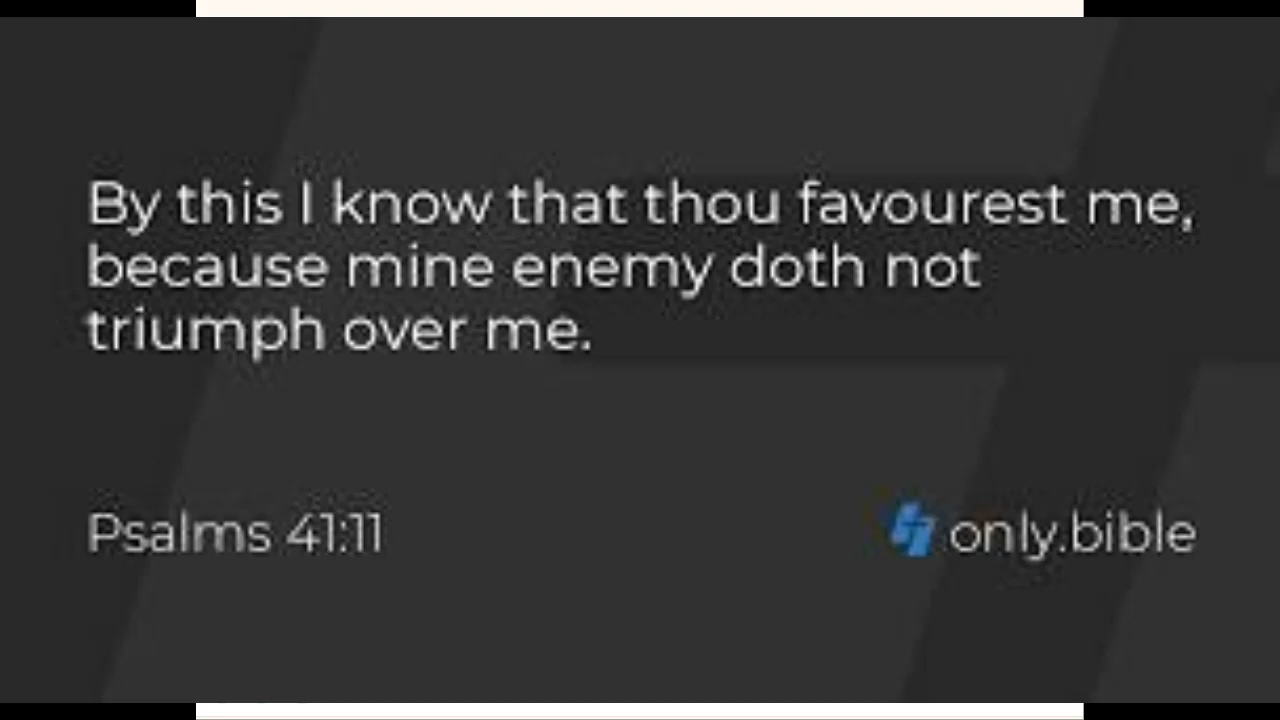 By this I know that thou favourest me,
because mine enemy doth not
triumph over me.
Psalms 41:11
only.bible